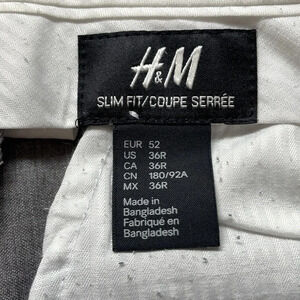 H&M
SLIM FIT/COUPE SERRÉE
EUR 52
US 36R
CA 36R
CN 180/92A
MX 36R
Made in
Bangladesh
Fabriqué en
Bangladesh